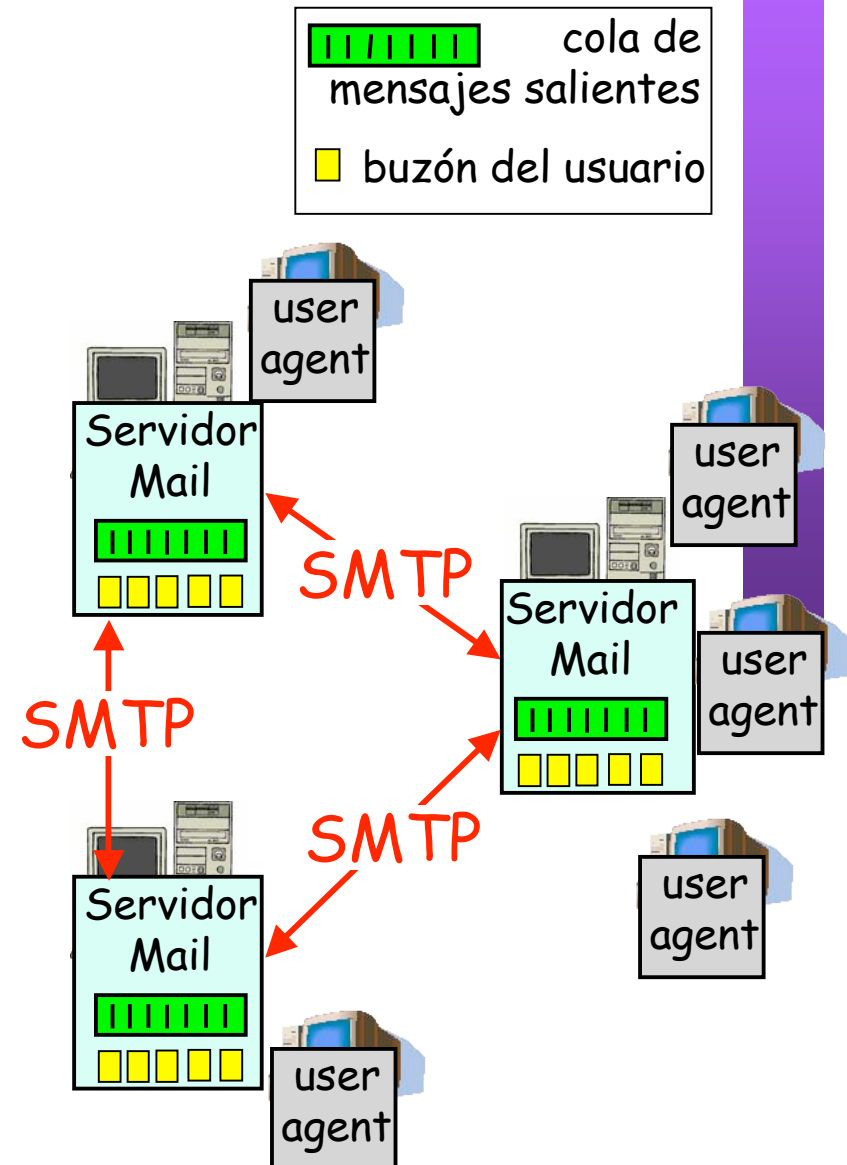 cola de
mensajes salientes
buzón del usuario
user
agent
Servidor
Mail
user
agent
SMTP
Servidor
Mail
user
agent
SMTP
SMTP
user
agent
Servidor
Mail
user
agent